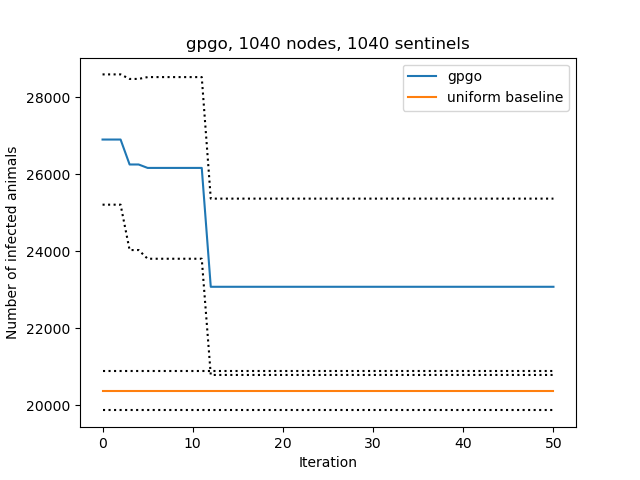 gpgo, 1040 nodes, 1040 sentinels
gpgo
uniform baseline
Number of infected animals
28000
26000
24000
22000
20000
0 10 20 30 40 50
Iteration